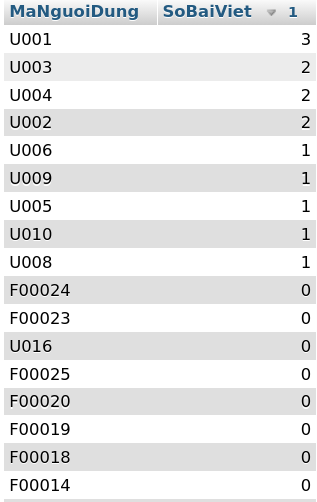 MaNguoiDung SoBaiViet 1
U001 3
U003 2
U004 2
U002 2
U006 1
U009 1
U005 1
U010 1
U008 1
F00024 0
F00023 0
U016 0
F00025 0
F00020 0
F00019 0
F00018 0
F00014 0